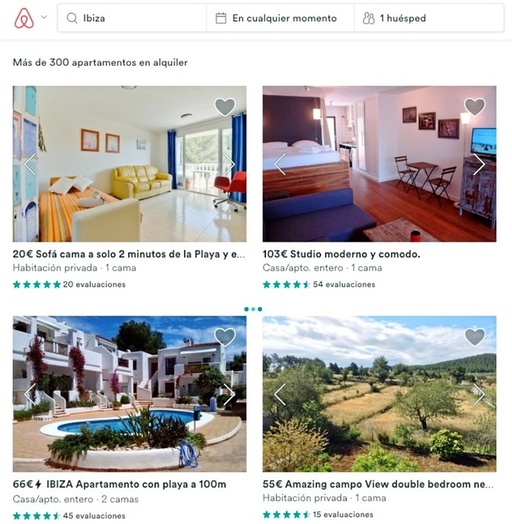 Ibiza
En cualquier momento
1 huésped
Más de 300 apartamentos en alquiler
20€ Sofá cama a solo 2 minutos de la Playa y e...
Habitación privada · 1 cama
20 evaluaciones
103€ Studio moderno y comodo.
Casa/apto. entero · 1 cama
54 evaluaciones
66€ IBIZA Apartamento con playa a 100m
Casa/apto. entero · 2 camas
45 evaluaciones
55€ Amazing campo View double bedroom ne...
Habitación privada · 1 cama
15 evaluaciones